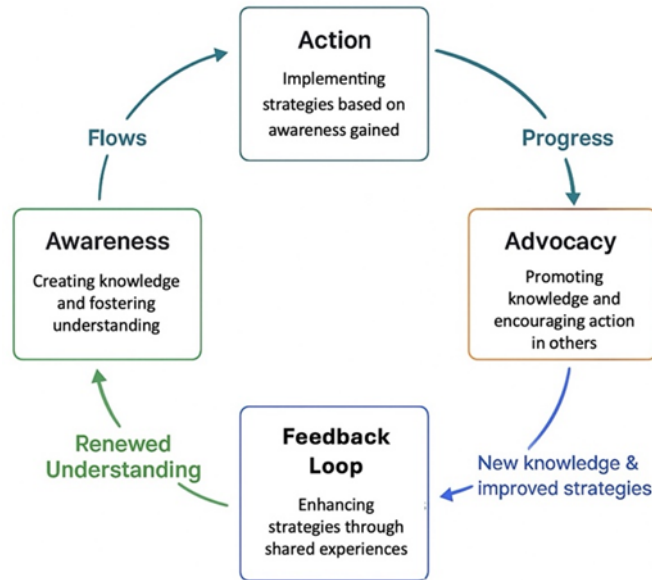 Action
Implementing
strategies based on
awareness gained
Flows
Progress
Awareness
Creating knowledge
and fostering
understanding
Advocacy
Promoting
knowledge and
encouraging action
in others
Renewed
Understanding
Feedback
Loop
Enhancing
strategies through
shared experiences
New knowledge &
improved strategies